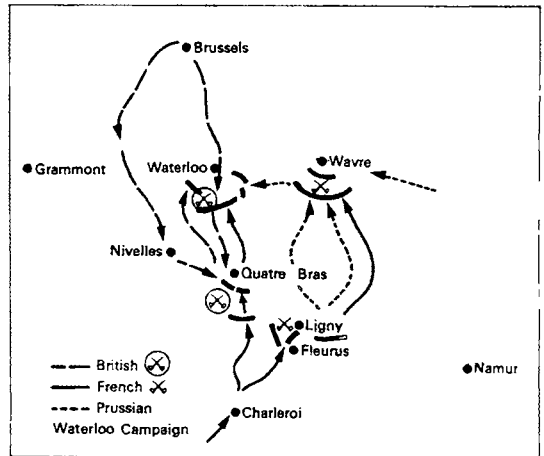 Brussels
Grammont
Waterloo
Wavre
Nivelles
Quatre Bras
Ligny
Fleurus
Namur
British
French
Prussian
Charleroi
Waterloo Campaign